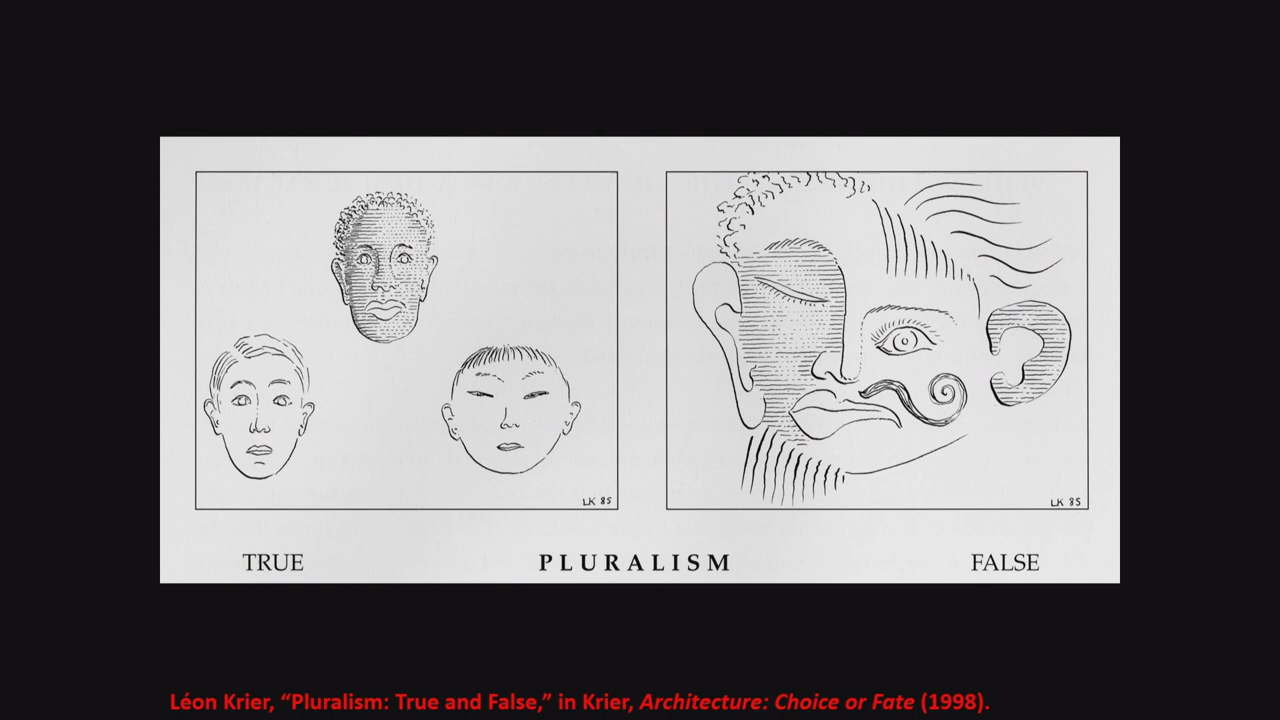 LK 85
LK 85
TRUE
PLURALISM
FALSE
Léon Krier, “Pluralism: True and False,” in Krier, Architecture: Choice or Fate (1998).